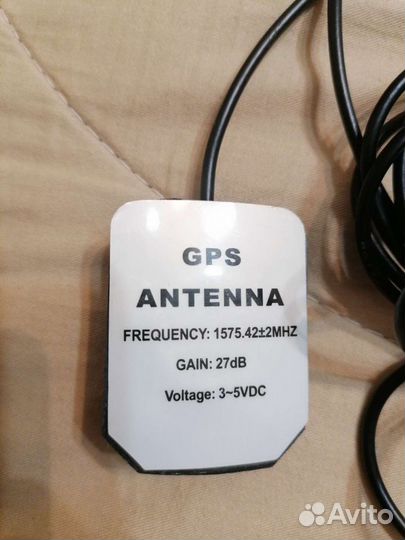 GPS
ANTENNA
FREQUENCY: 1575.42±2MHZ
GAIN: 27dB
Voltage: 3~5VDC
Avito